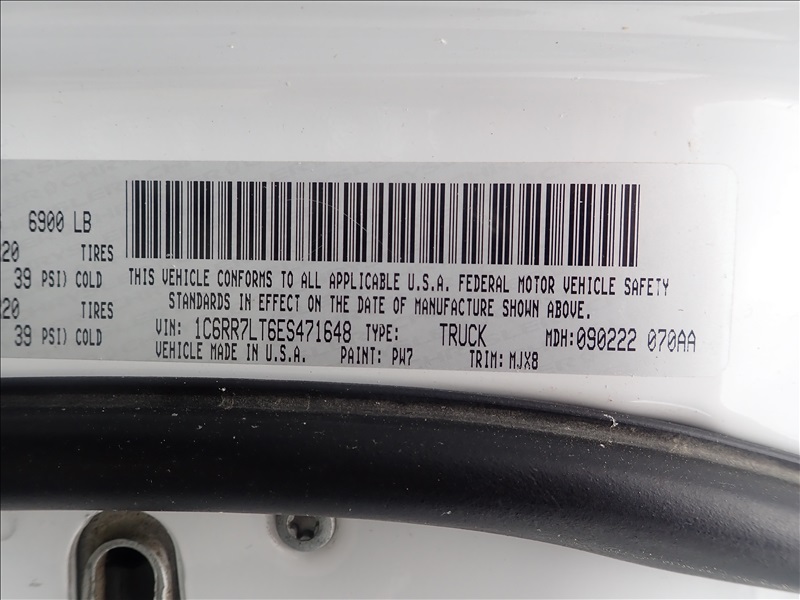 6900 LB
20 TIRES
39 PSI) COLD
20 TIRES
39 PSI) COLD
THIS VEHICLE CONFORMS TO ALL APPLICABLE U.S.A. FEDERAL MOTOR VEHICLE SAFETY
STANDARDS IN EFFECT ON THE DATE OF MANUFACTURE SHOWN ABOVE.
VIN: 1C6RR7LT6ES471648 TYPE: TRUCK MDH: 090222 070AA
VEHICLE MADE IN U.S.A. PAINT: PW7 TRIM: MJX8